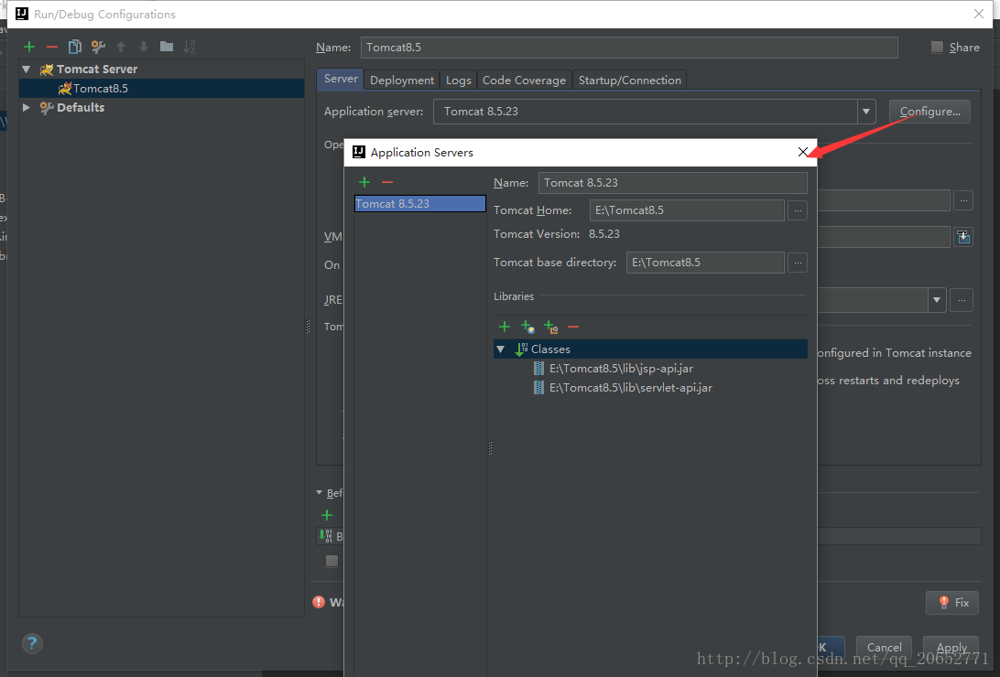 Run/Debug Configurations
Name: Tomcat8.5 Share
Tomcat Server
Tomcat8.5
Defaults
Server Deployment Logs Code Coverage Startup/Connection
Application server: Tomcat 8.5.23 Configure...
Application Servers
Name: Tomcat 8.5.23
Tomcat 8.5.23
Tomcat Home: E:\Tomcat8.5 ...
Tomcat Version: 8.5.23
Tomcat base directory: E:\Tomcat8.5 ...
Libraries
Classes
E:\Tomcat8.5\lib\jsp-api.jar
E:\Tomcat8.5\lib\servlet-api.jar
Ope
...
VM
On
JRE ...
Tom
onfigured in Tomcat instance
oss restarts and redeploys
Bef
B
Wa
Fix
? OK Cancel Apply
http://blog.csdn.net/qq_20652771